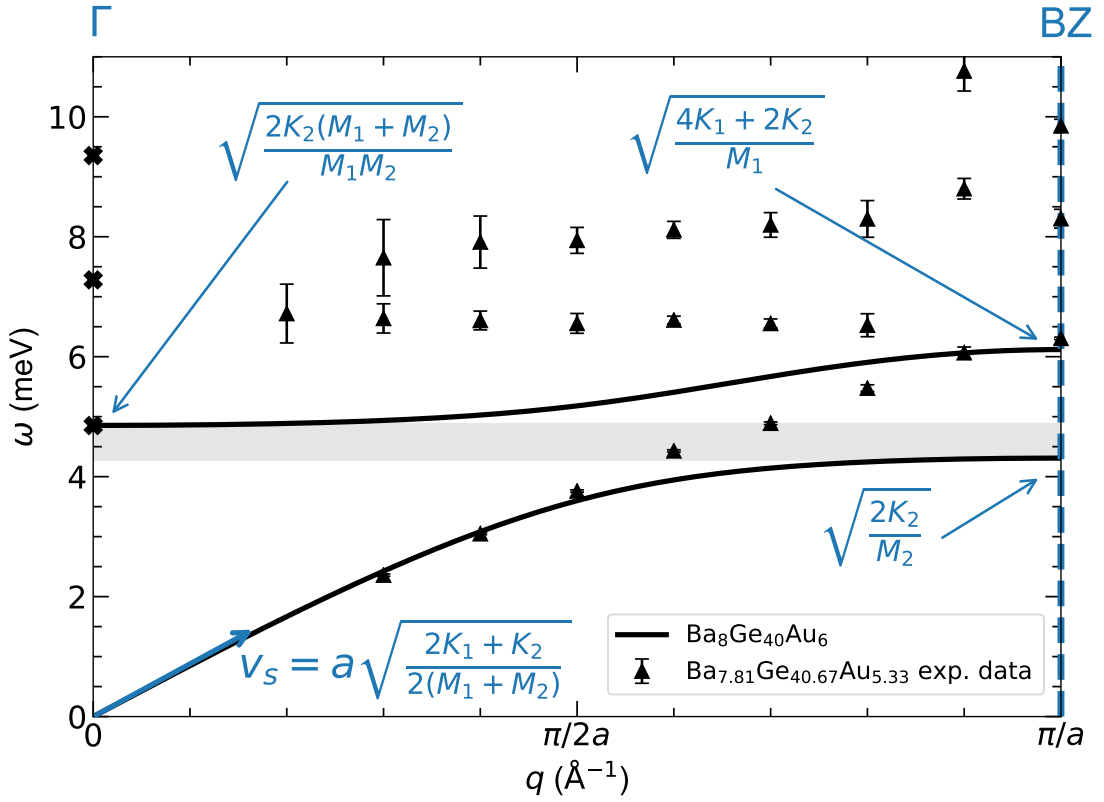 Γ
BZ
√(2K₂(M₁ + M₂) / M₁M₂)
√((4K₁ + 2K₂) / M₁)
√(2K₂ / M₂)
vₛ = a√((2K₁ + K₂) / 2(M₁ + M₂))
Ba₈Ge₄₀Au₆
Ba₇.₈₁Ge₄₀.₆₇Au₅.₃₃ exp. data
10
8
6
4
2
0
ω (meV)
0
π/2a
π/a
q (Å⁻¹)